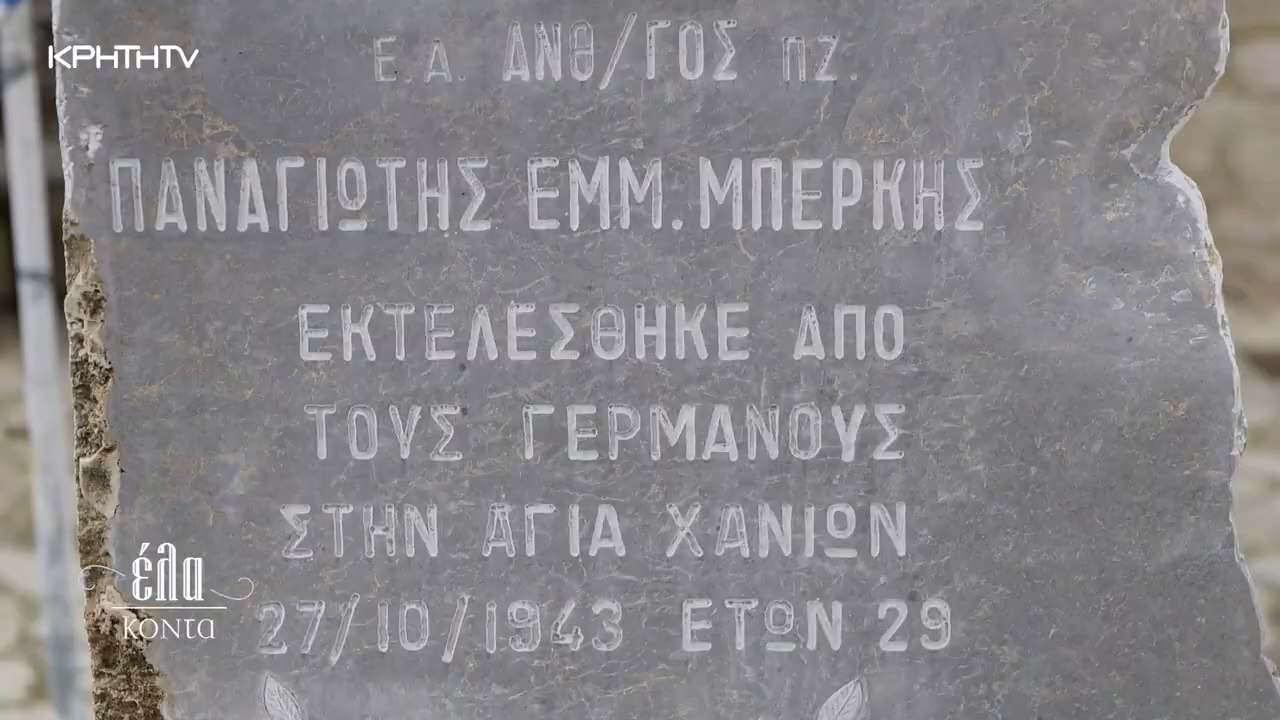 ΚΡΗΤΗTV
Ε.Α. ΑΝΘ/ΓΟΣ ΠΖ.
ΠΑΝΑΓΙΩΤΗΣ ΕΜΜ. ΜΠΕΡΚΗΣ
ΕΚΤΕΛΕΣΘΗΚΕ ΑΠΟ
ΤΟΥΣ ΓΕΡΜΑΝΟΥΣ
ΣΤΗΝ ΑΓΙΑ ΧΑΝΙΩΝ
27/10/1943 ΕΤΩΝ 29
έλα
κοντα